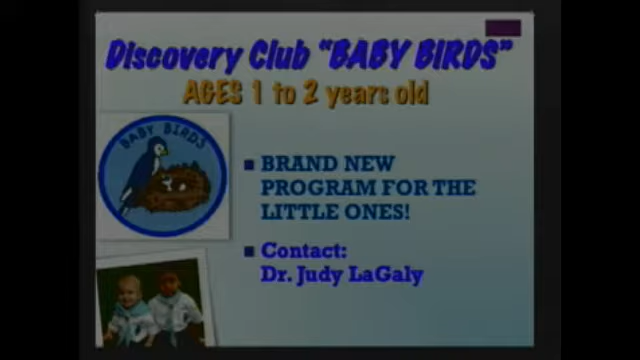 Discovery Club "BABY BIRDS"
AGES 1 to 2 years old
BABY BIRDS
BRAND NEW
PROGRAM FOR THE
LITTLE ONES!
Contact:
Dr. Judy LaGaly